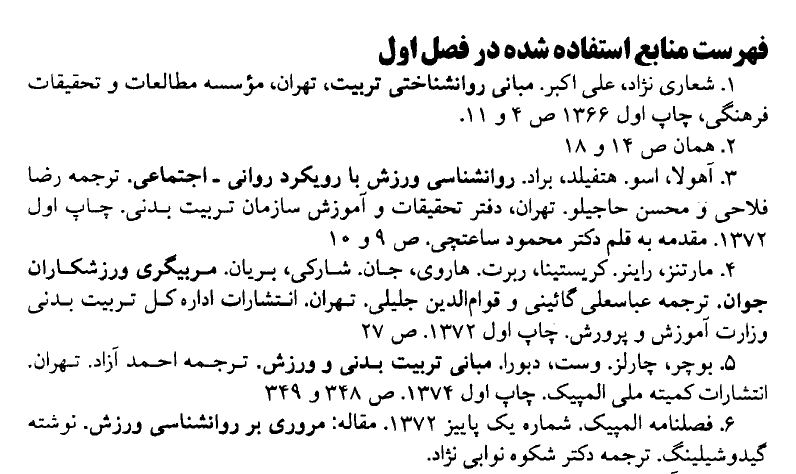 فهرست منابع استفاده شده در فصل اول
۱. شعاری نژاد، علی اکبر. مبانی روانشناختی تربیت، تهران، مؤسسه مطالعات و تحقیقات
فرهنگی، چاپ اول ۱۳۶۶ ص ۴ و ۱۱.
۲. همان ص ۱۴ و ۱۸
۳. آهولا، اسو. هتفیلد، براد. روانشناسی ورزش با رویکرد روانی ـ اجتماعی. ترجمه رضا
فلاحی و محسن حاجیلو. تهران، دفتر تحقیقات و آموزش سازمان تربیت بدنی. چاپ اول
۱۳۷۲. مقدمه به قلم دکتر محمود ساعتچی. ص ۹ و ۱۰
۴. مارتنز، راینر. کریستینا، ربرت. هاروی، جان. شارکی، بریان. مربیگری ورزشکاران
جوان. ترجمه عباسعلی گائینی و قوام‌الدین جلیلی. تهران. انتشارات اداره کل تربیت بدنی
وزارت آموزش و پرورش. چاپ اول ۱۳۷۲. ص ۲۷
۵. بوچر، چارلز. وست، دبورا. مبانی تربیت بدنی و ورزش. ترجمه احمد آزاد. تهران.
انتشارات کمیته ملی المپیک. چاپ اول ۱۳۷۴. ص ۳۴۸ و ۳۴۹
۶. فصلنامه المپیک. شماره یک پاییز ۱۳۷۲. مقاله: مروری بر روانشناسی ورزش. نوشته
گیدوشیلینگ. ترجمه دکتر شکوه نوابی نژاد.